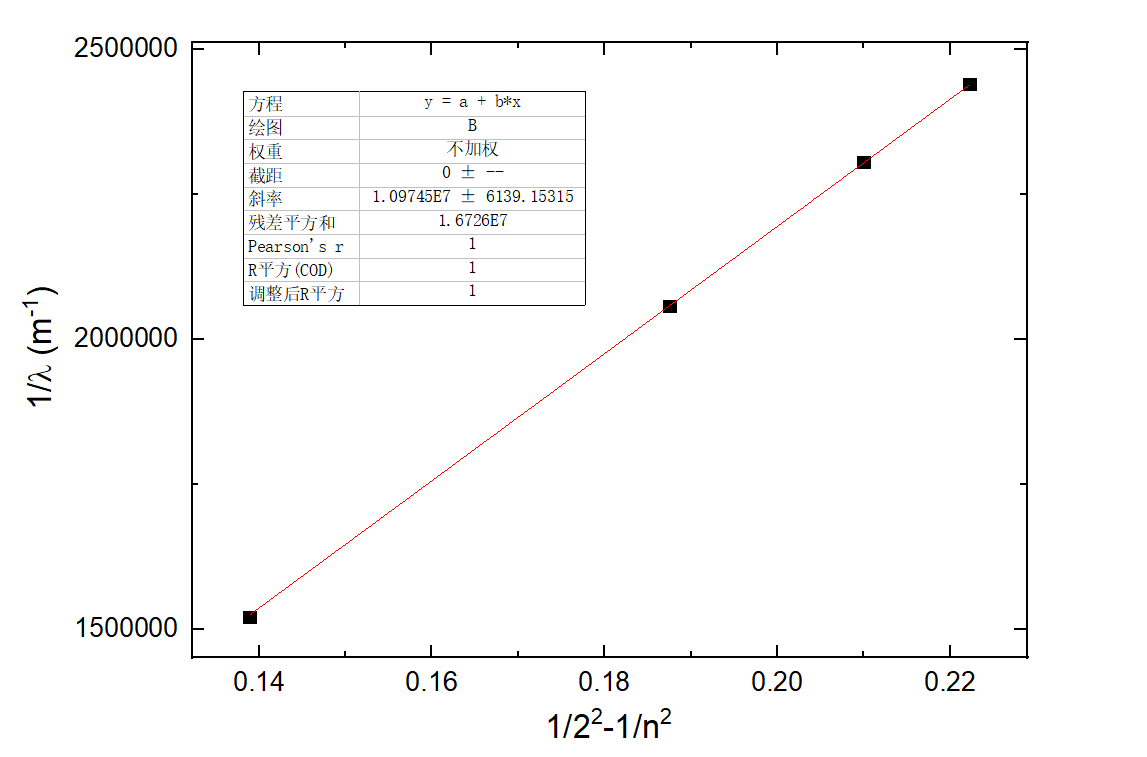 2500000
2000000
1500000
1/λ (m⁻¹)
方程 y = a + b*x
绘图 B
权重 不加权
截距 0 ± --
斜率 1.09745E7 ± 6139.15315
残差平方和 1.6726E7
Pearson's r 1
R平方(COD) 1
调整后R平方 1
0.14 0.16 0.18 0.20 0.22
1/2²-1/n²